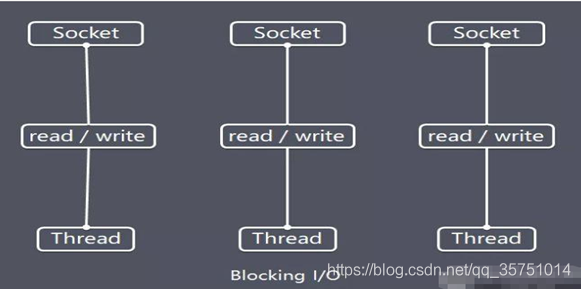 Socket Socket Socket
read / write read / write read / write
Thread Thread Thread
https://blog.csdn.net/qq_35751014
Blocking I/O